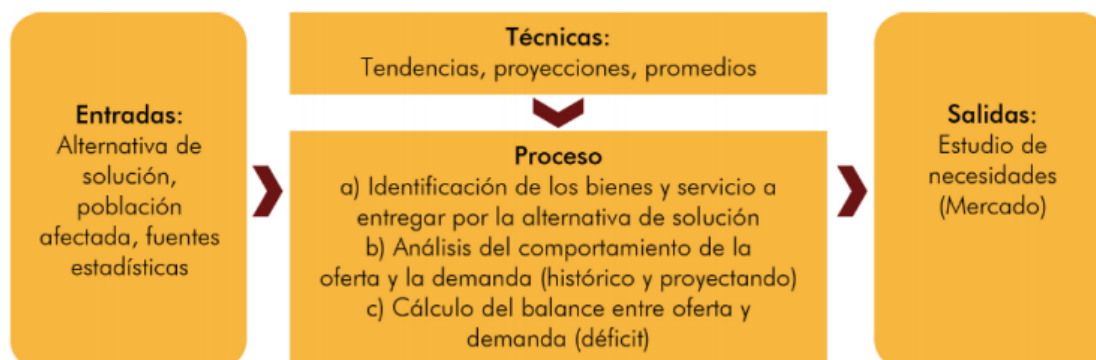 Entradas:
Alternativa de
solución,
población
afectada, fuentes
estadísticas
Técnicas:
Tendencias, proyecciones, promedios
Proceso
a) Identificación de los bienes y servicio a
entregar por la alternativa de solución
b) Análisis del comportamiento de la
oferta y la demanda (histórico y proyectando)
c) Cálculo del balance entre oferta y
demanda (déficit)
Salidas:
Estudio de
necesidades
(Mercado)